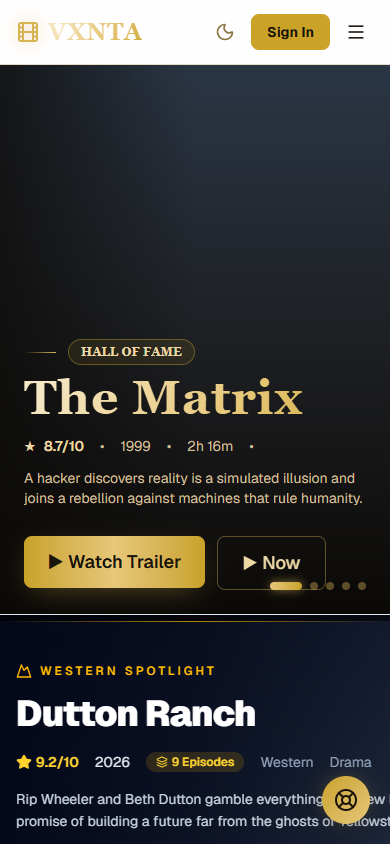 VXNTA
Sign In
HALL OF FAME
The Matrix
★ 8.7/10 • 1999 • 2h 16m •
A hacker discovers reality is a simulated illusion and
joins a rebellion against machines that rule humanity.
▶ Watch Trailer
▶ Now
WESTERN SPOTLIGHT
Dutton Ranch
9.2/10 2026 9 Episodes Western Drama
Rip Wheeler and Beth Dutton gamble everything
promise of building a future far from the ghosts of